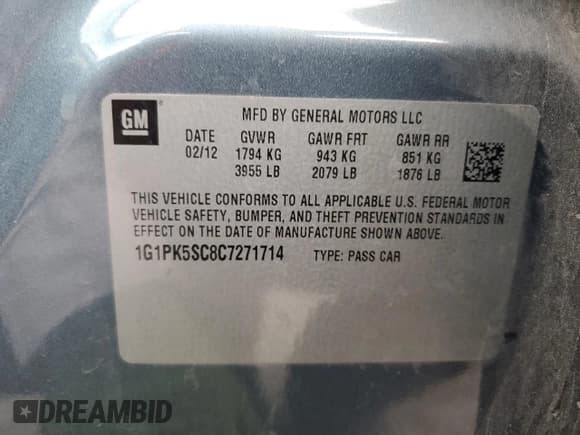 GM
MFD BY GENERAL MOTORS LLC
DATE GVWR GAWR FRT GAWR RR
02/12 1794 KG 943 KG 851 KG
3955 LB 2079 LB 1876 LB
THIS VEHICLE CONFORMS TO ALL APPLICABLE U.S. FEDERAL MOTOR
VEHICLE SAFETY, BUMPER, AND THEFT PREVENTION STANDARDS IN
EFFECT ON THE DATE OF MANUFACTURE SHOWN ABOVE.
1G1PK5SC8C7271714 TYPE: PASS CAR
DREAMBID